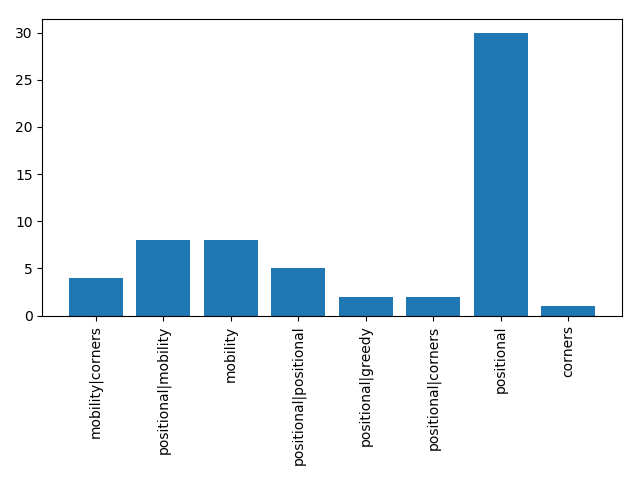 30
25
20
15
10
5
0
mobility|corners
positional|mobility
mobility
positional|positional
positional|greedy
positional|corners
positional
corners